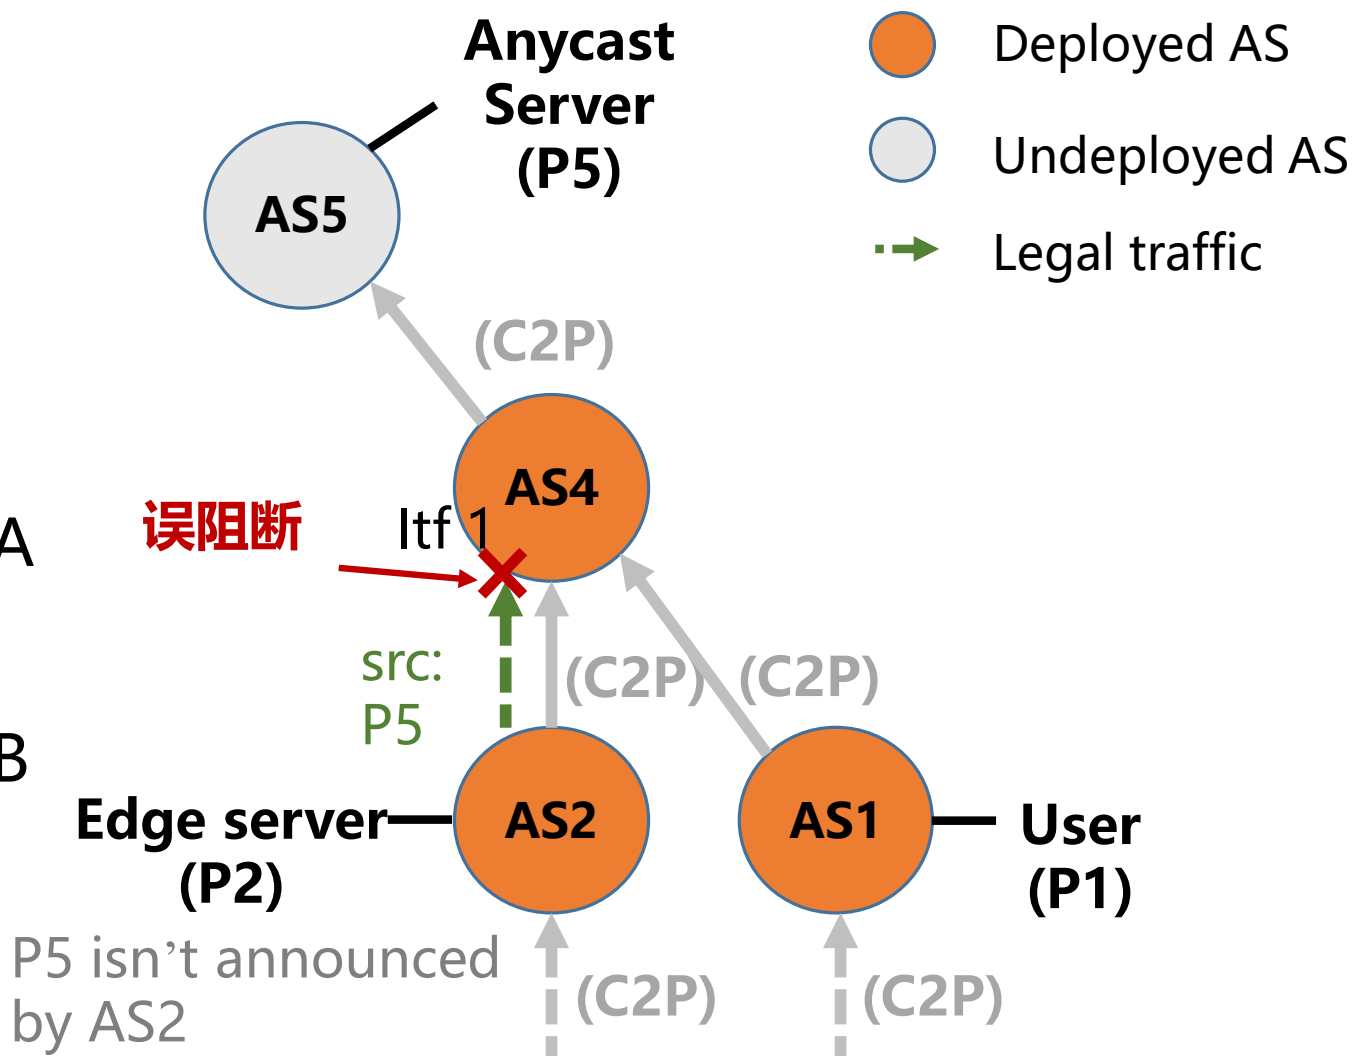 Anycast
Server
(P5)
Deployed AS
Undeployed AS
Legal traffic
AS5
(C2P)
AS4
误阻断
Itf 1
A
src:
P5
(C2P)
(C2P)
B
Edge server
(P2)
AS2
AS1
User
(P1)
P5 isn’t announced
by AS2
(C2P)
(C2P)